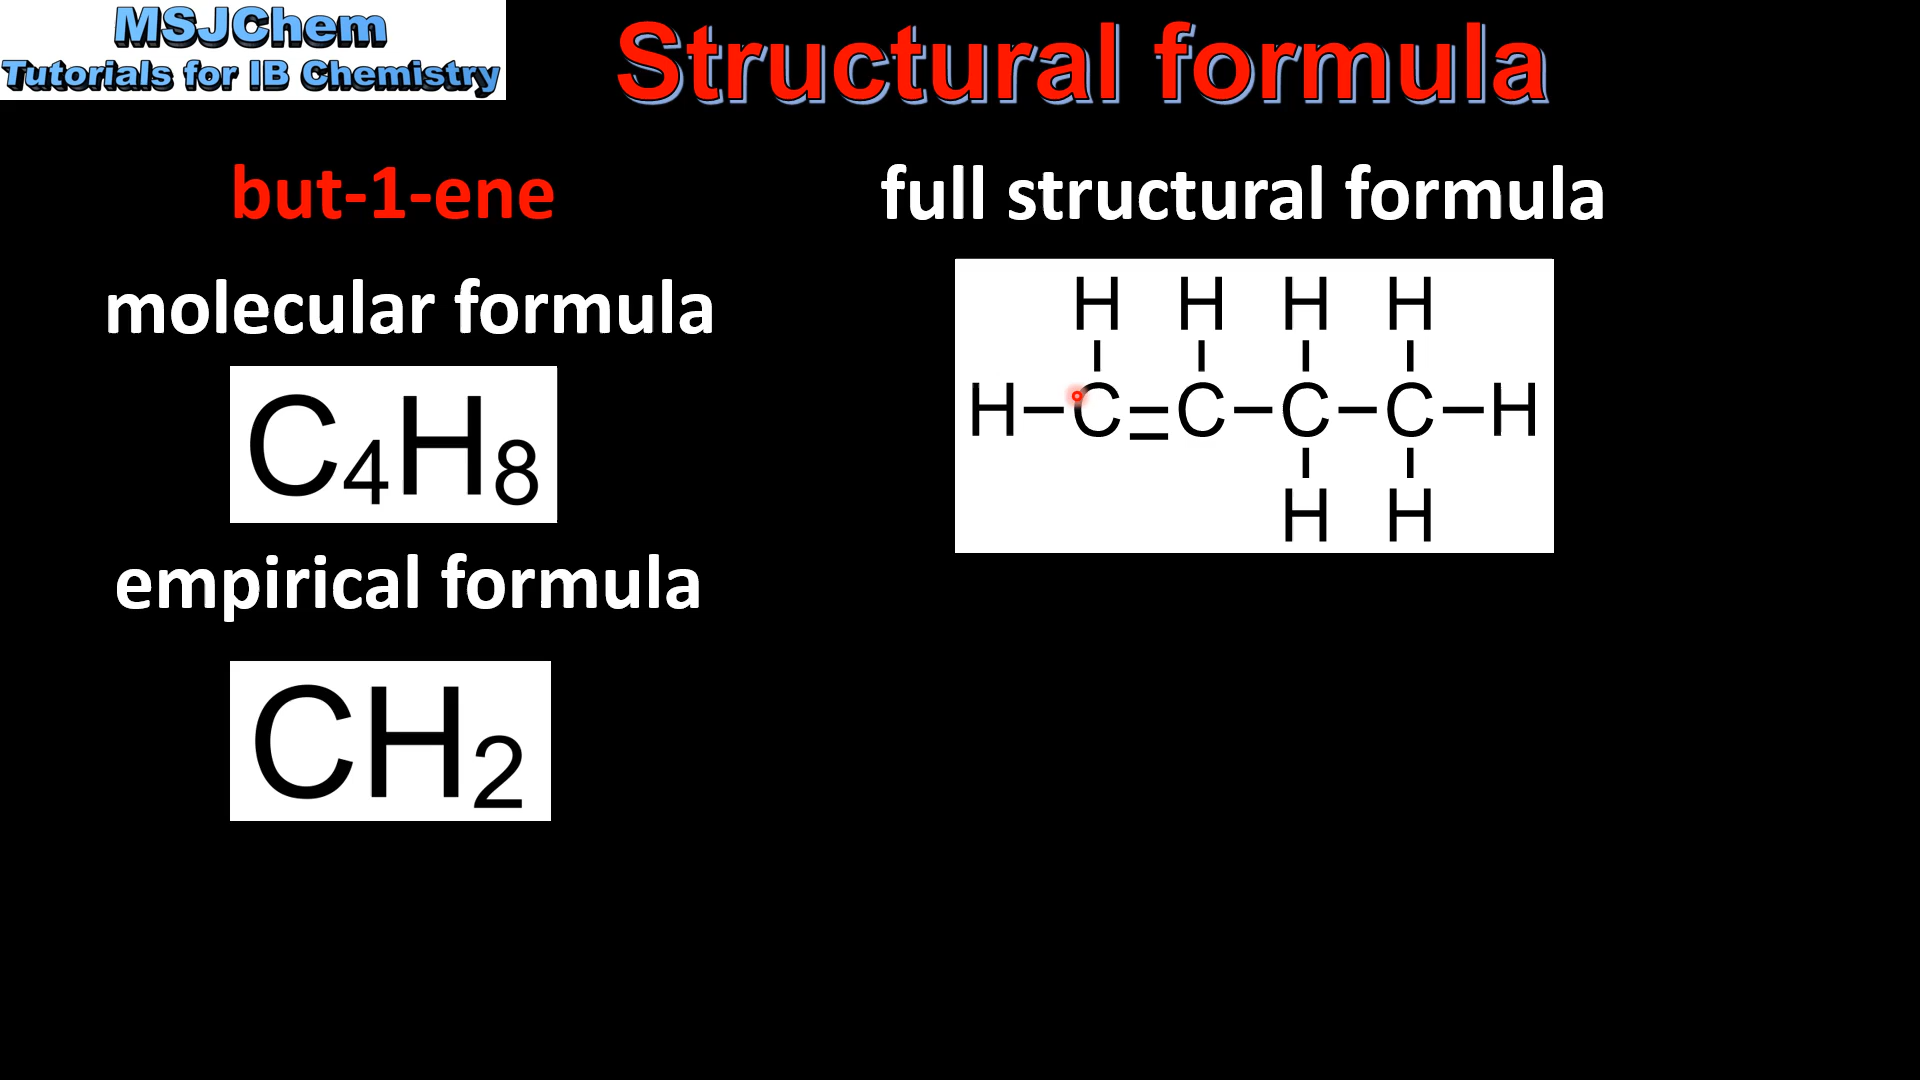 MSJChem
Tutorials for IB Chemistry
Structural formula
but-1-ene
molecular formula
C₄H₈
empirical formula
CH₂
full structural formula
H H H H
H–C=C–C–C–H
H H